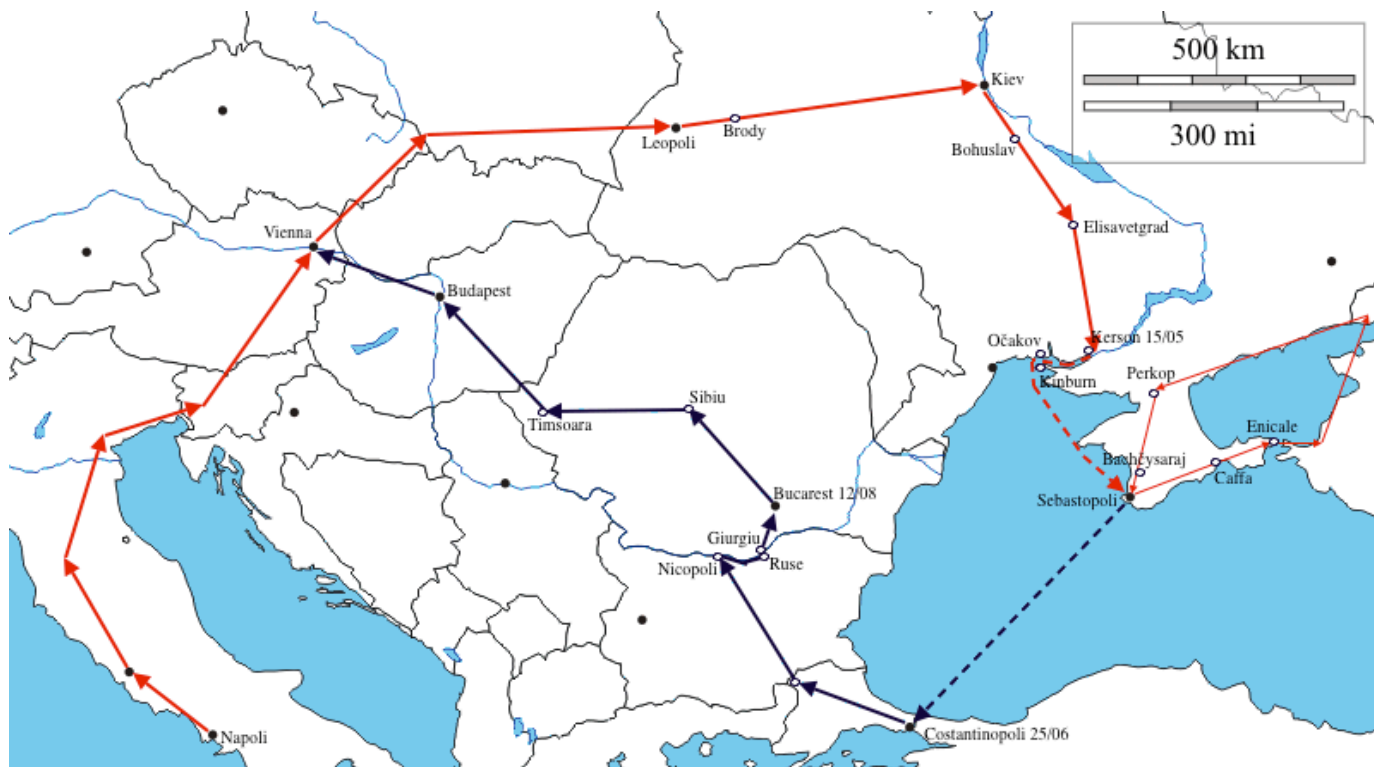 500 km
300 mi
Kiev
Brody
Leopoli
Bohuslav
Elisavetgrad
Vienna
Budapest
Očakov
Kerson 15/05
Kinburn
Perkop
Sibiu
Timsoara
Enicale
Bachčysaraj
Caffa
Sebastopoli
Bucarest 12/08
Giurgiu
Nicopoli
Ruse
Napoli
Costantinopoli 25/06